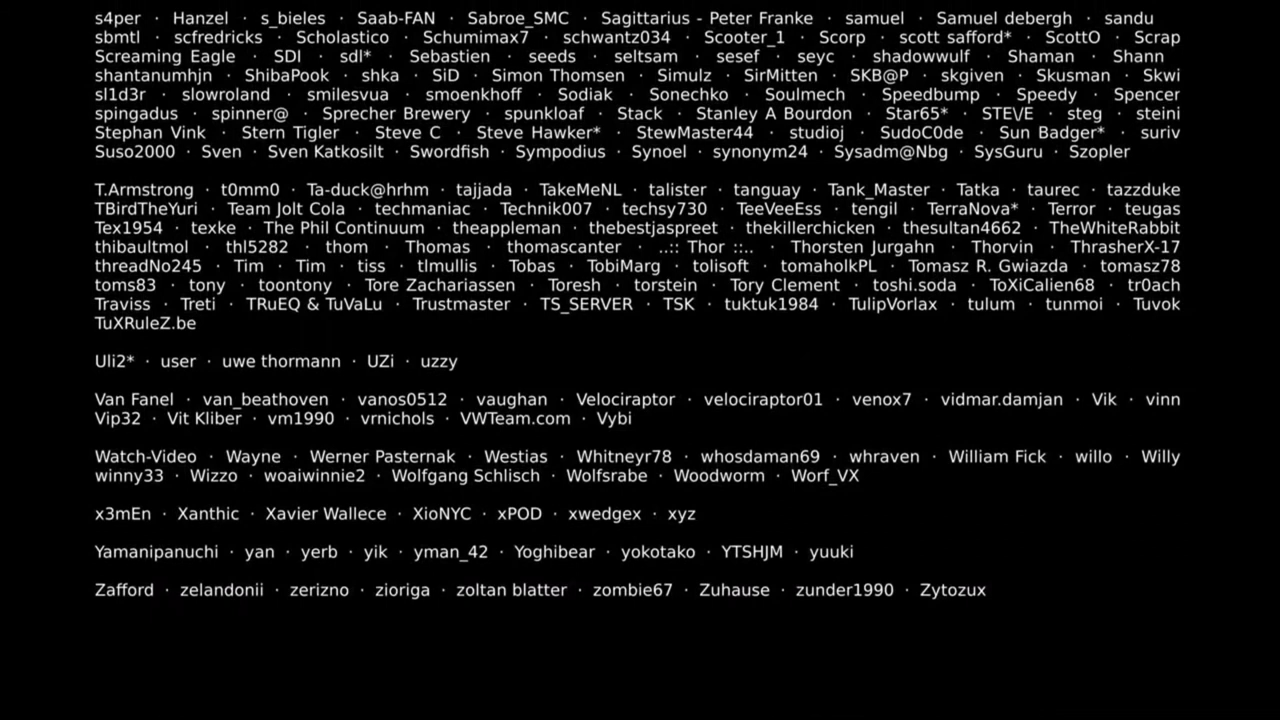 s4per · Hanzel · s_bieles · Saab-FAN · Sabroe_SMC · Sagittarius - Peter Franke · samuel · Samuel debergh · sandu
sbmtl · scfredricks · Scholastico · Schumimax7 · schwantz034 · Scooter_1 · Scorp · scott safford* · ScottO · Scrap
Screaming Eagle · SDI · sdl* · Sebastien · seeds · seltsam · sesef · seyc · shadowwulf · Shaman · Shann
shantanumhjn · ShibaPook · shka · SiD · Simon Thomsen · Simulz · SirMitten · SKB@P · skgiven · Skusman · Skwi
sl1d3r · slowroland · smilesvua · smoenkhoff · Sodiak · Sonechko · Soulmech · Speedbump · Speedy · Spencer
spingadus · spinner@ · Sprecher Brewery · spunkloaf · Stack · Stanley A Bourdon · Star65* · STE\/E · steg · steini
Stephan Vink · Stern Tigler · Steve C · Steve Hawker* · StewMaster44 · studioj · SudoC0de · Sun Badger* · suriv
Suso2000 · Sven · Sven Katkosilt · Swordfish · Sympodius · Synoel · synonym24 · Sysadm@Nbg · SysGuru · Szopler
T.Armstrong · t0mm0 · Ta-duck@hrhm · tajjada · TakeMeNL · talister · tanguay · Tank_Master · Tatka · taurec · tazzduke
TBirdTheYuri · Team Jolt Cola · techmaniac · Technik007 · techsy730 · TeeVeeEss · tengil · TerraNova* · Terror · teugas
Tex1954 · texke · The Phil Continuum · theappleman · thebestjaspreet · thekillerchicken · thesultan4662 · TheWhiteRabbit
thibaultmol · thl5282 · thom · Thomas · thomascanter · ..:: Thor ::.. · Thorsten Jurgahn · Thorvin · ThrasherX-17
threadNo245 · Tim · Tim · tiss · tlmullis · Tobas · TobiMarg · tolisoft · tomaholkPL · Tomasz R. Gwiazda · tomasz78
toms83 · tony · toontony · Tore Zachariassen · Toresh · torstein · Tory Clement · toshi.soda · ToXiCalien68 · tr0ach
Traviss · Treti · TRuEQ & TuVaLu · Trustmaster · TS_SERVER · TSK · tuktuk1984 · TulipVorlax · tulum · tunmoi · Tuvok
TuXRuleZ.be
Uli2* · user · uwe thormann · UZi · uzzy
Van Fanel · van_beathoven · vanos0512 · vaughan · Velociraptor · velociraptor01 · venox7 · vidmar.damjan · Vik · vinn
Vip32 · Vit Kliber · vm1990 · vrnichols · VWTeam.com · Vybi
Watch-Video · Wayne · Werner Pasternak · Westias · Whitneyr78 · whosdaman69 · whraven · William Fick · willo · Willy
winny33 · Wizzo · woaiwinnie2 · Wolfgang Schlisch · Wolfsrabe · Woodworm · Worf_VX
x3mEn · Xanthic · Xavier Wallece · XioNYC · xPOD · xwedgex · xyz
Yamanipanuchi · yan · yerb · yik · yman_42 · Yoghibear · yokotako · YTSHJM · yuuki
Zafford · zelandonii · zerizno · zioriga · zoltan blatter · zombie67 · Zuhause · zunder1990 · Zytozux